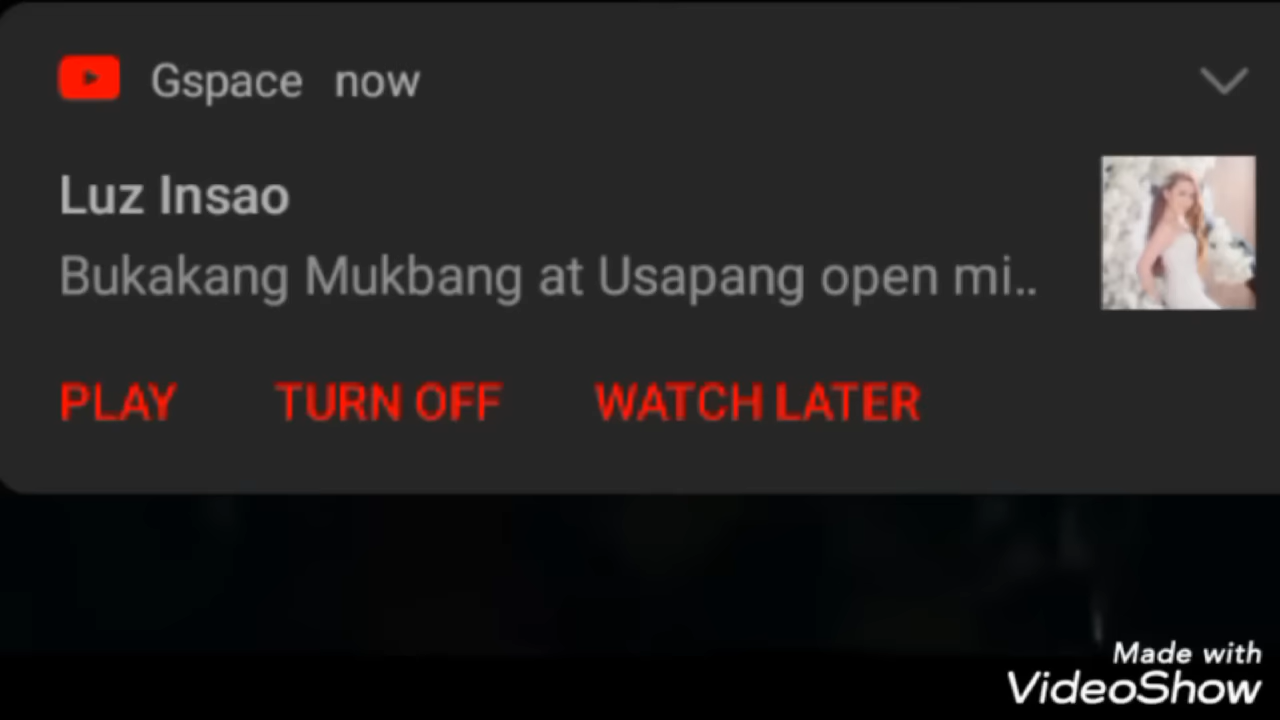 Gspace now
Luz Insao
Bukakang Mukbang at Usapang open mi..
PLAY TURN OFF WATCH LATER
Made with
VideoShow